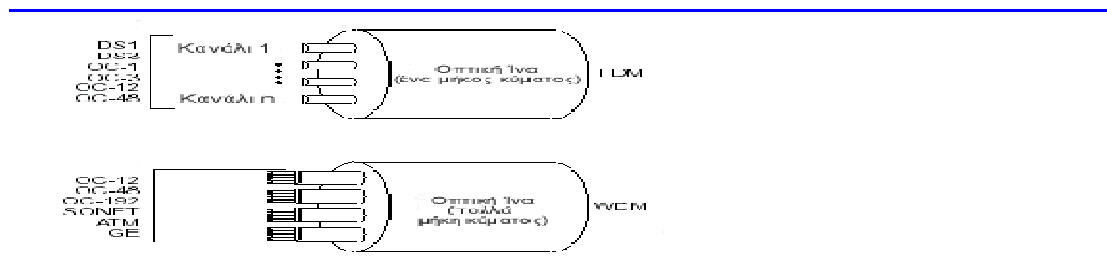 DS1
DS2
OC-1
OC-3
OC-12
OC-48
Κανάλι 1
Κανάλι n
Οπτική Ίνα
(ένα μήκος κύματος)
TDM
OC-12
OC-48
OC-192
SONET
ATM
GE
Οπτική Ίνα
(πολλά
μήκη κύματος)
WDM